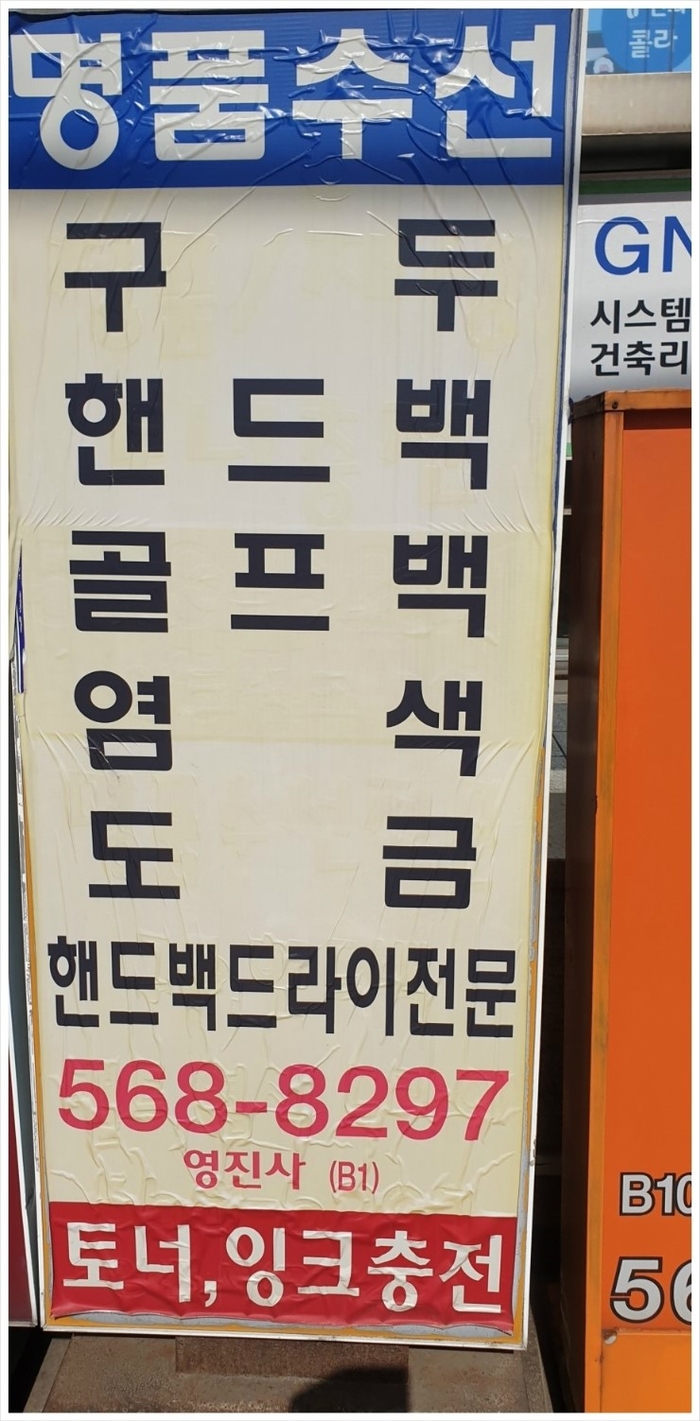 명품수선
구두
핸드백
골프백
염색
도금
핸드백드라이전문
568-8297
영진사 (B1)
토너,잉크충전
콜라
GN
시스템
건축리
B10
56